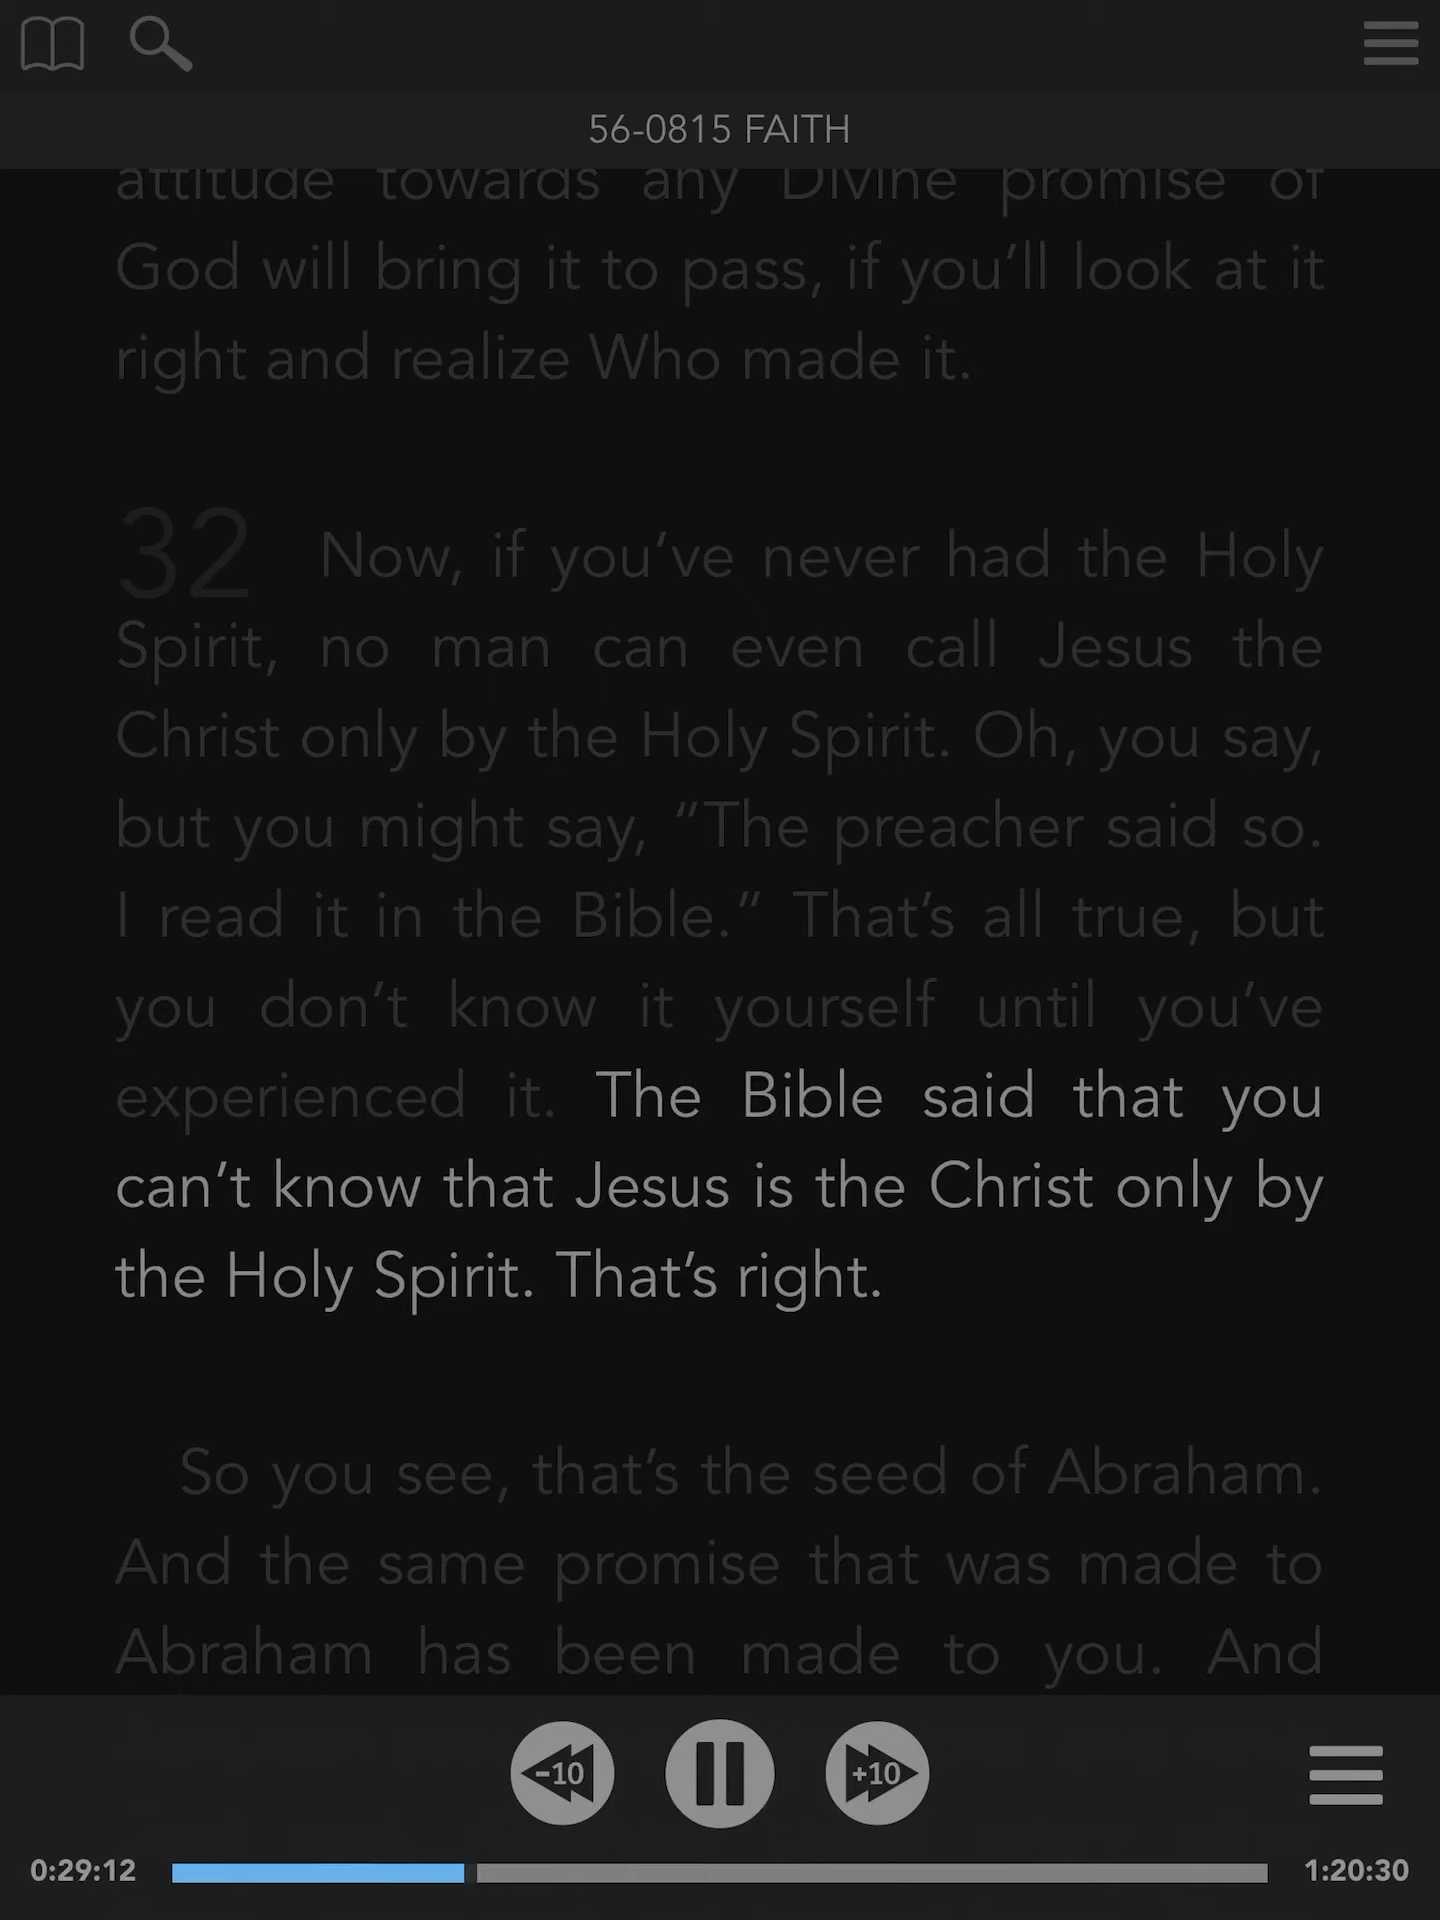 56-0815 FAITH
attitude towards any Divine promise of
God will bring it to pass, if you’ll look at it
right and realize Who made it.
32 Now, if you’ve never had the Holy
Spirit, no man can even call Jesus the
Christ only by the Holy Spirit. Oh, you say,
but you might say, “The preacher said so.
I read it in the Bible.” That’s all true, but
you don’t know it yourself until you’ve
experienced it. The Bible said that you
can’t know that Jesus is the Christ only by
the Holy Spirit. That’s right.
So you see, that’s the seed of Abraham.
And the same promise that was made to
Abraham has been made to you. And
-10 +10
0:29:12 1:20:30